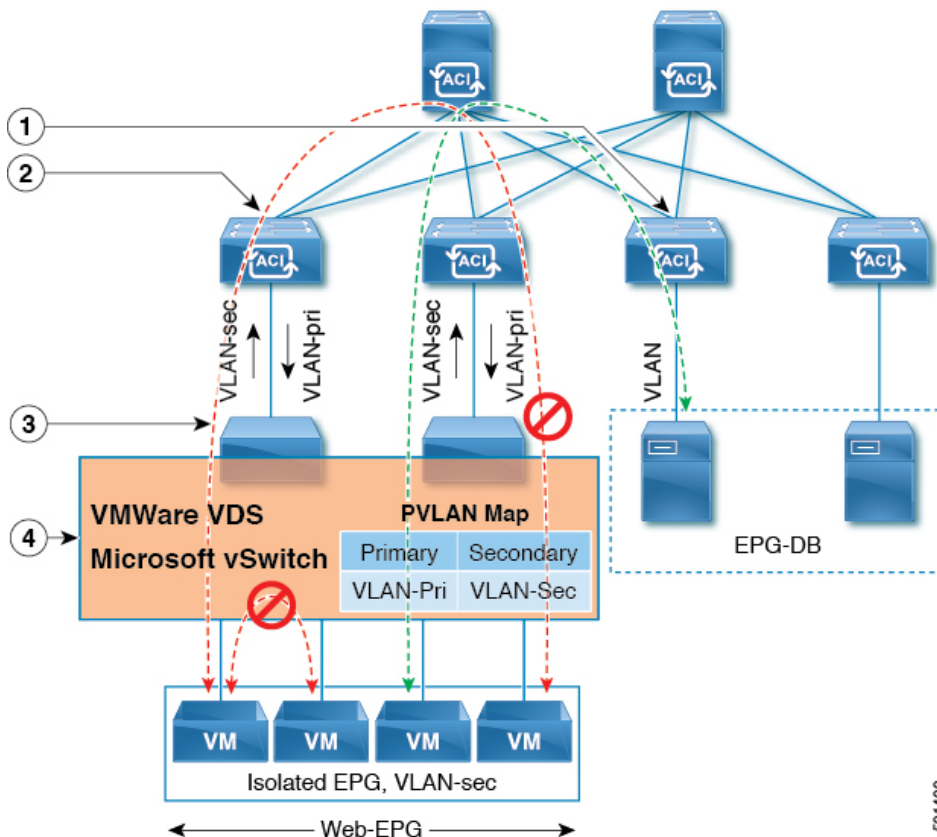 ACI
ACI
1
2
ACI
ACI
ACI
ACI
VLAN-sec
VLAN-pri
VLAN-sec
VLAN-pri
VLAN
3
4
VMWare VDS
Microsoft vSwitch
PVLAN Map
Primary Secondary
VLAN-Pri VLAN-Sec
EPG-DB
VM VM VM VM
Isolated EPG, VLAN-sec
Web-EPG